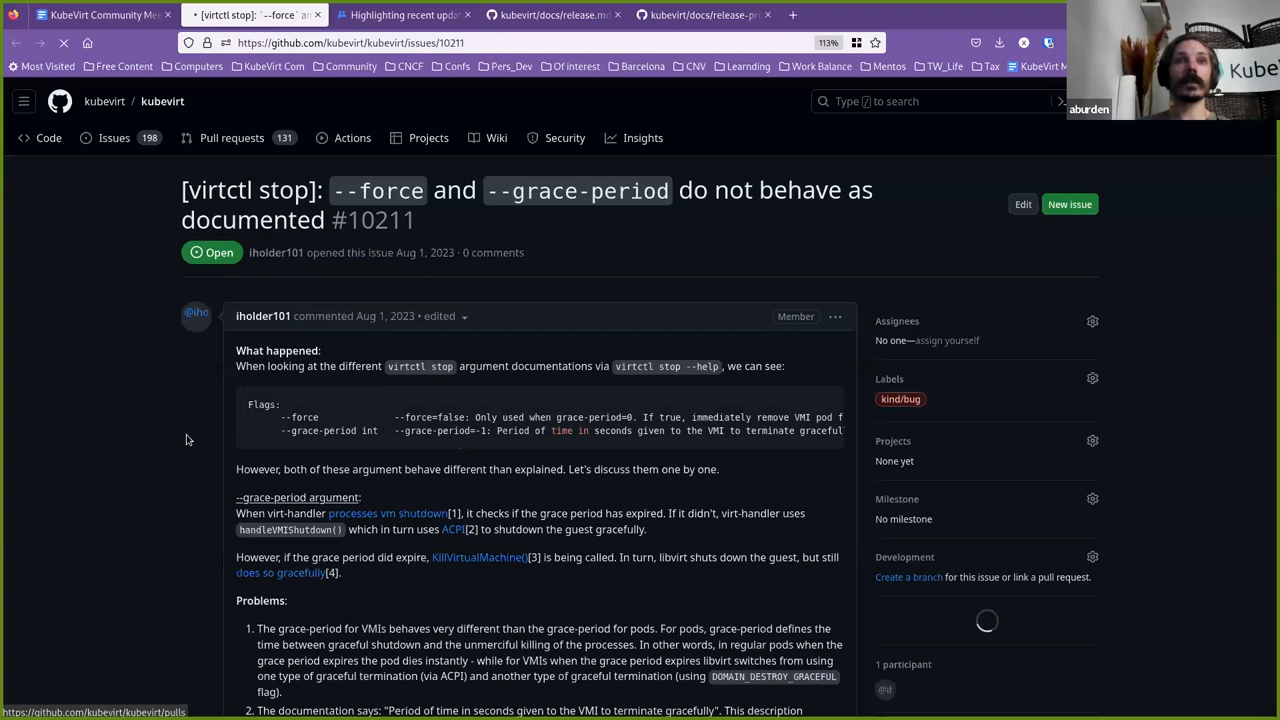 KubeVirt Community Me
[virtctl stop]: `--force` an
Highlighting recent upda
kubevirt/docs/release.md
kubevirt/docs/release-pro
https://github.com/kubevirt/kubevirt/issues/10211
113%
Most Visited Free Content Computers KubeVirt Com Community CNCF Confs Pers_Dev Of interest Barcelona CNV Learnding Work Balance Mentos TW_Life Tax KubeVirt M
Kube
aburden
kubevirt / kubevirt
Type / to search
Code Issues 198 Pull requests 131 Actions Projects Wiki Security Insights
[virtctl stop]: --force and --grace-period do not behave as
documented #10211
Edit New issue
Open iholder101 opened this issue Aug 1, 2023 · 0 comments
@iho
iholder101 commented Aug 1, 2023 • edited
Member
What happened:
When looking at the different virtctl stop argument documentations via virtctl stop --help, we can see:
Flags:
--force --force=false: Only used when grace-period=0. If true, immediately remove VMI pod f
--grace-period int --grace-period=-1: Period of time in seconds given to the VMI to terminate graceful
However, both of these argument behave different than explained. Let's discuss them one by one.
--grace-period argument:
When virt-handler processes vm shutdown[1], it checks if the grace period has expired. If it didn't, virt-handler uses
handleVMIShutdown() which in turn uses ACPI[2] to shutdown the guest gracefully.
However, if the grace period did expire, KillVirtualMachine()[3] is being called. In turn, libvirt shuts down the guest, but still
does so gracefully[4].
Problems:
1. The grace-period for VMIs behaves very different than the grace-period for pods. For pods, grace-period defines the
time between graceful shutdown and the unmerciful killing of the processes. In other words, in regular pods when the
grace period expires the pod dies instantly - while for VMIs when the grace period expires libvirt switches from using
one type of graceful termination (via ACPI) and another type of graceful termination (using DOMAIN_DESTROY_GRACEFUL
flag).
2. The documentation says: "Period of time in seconds given to the VMI to terminate gracefully". This description
Assignees
No one—assign yourself
Labels
kind/bug
Projects
None yet
Milestone
No milestone
Development
Create a branch for this issue or link a pull request.
1 participant
@if
https://github.com/kubevirt/kubevirt/pulls